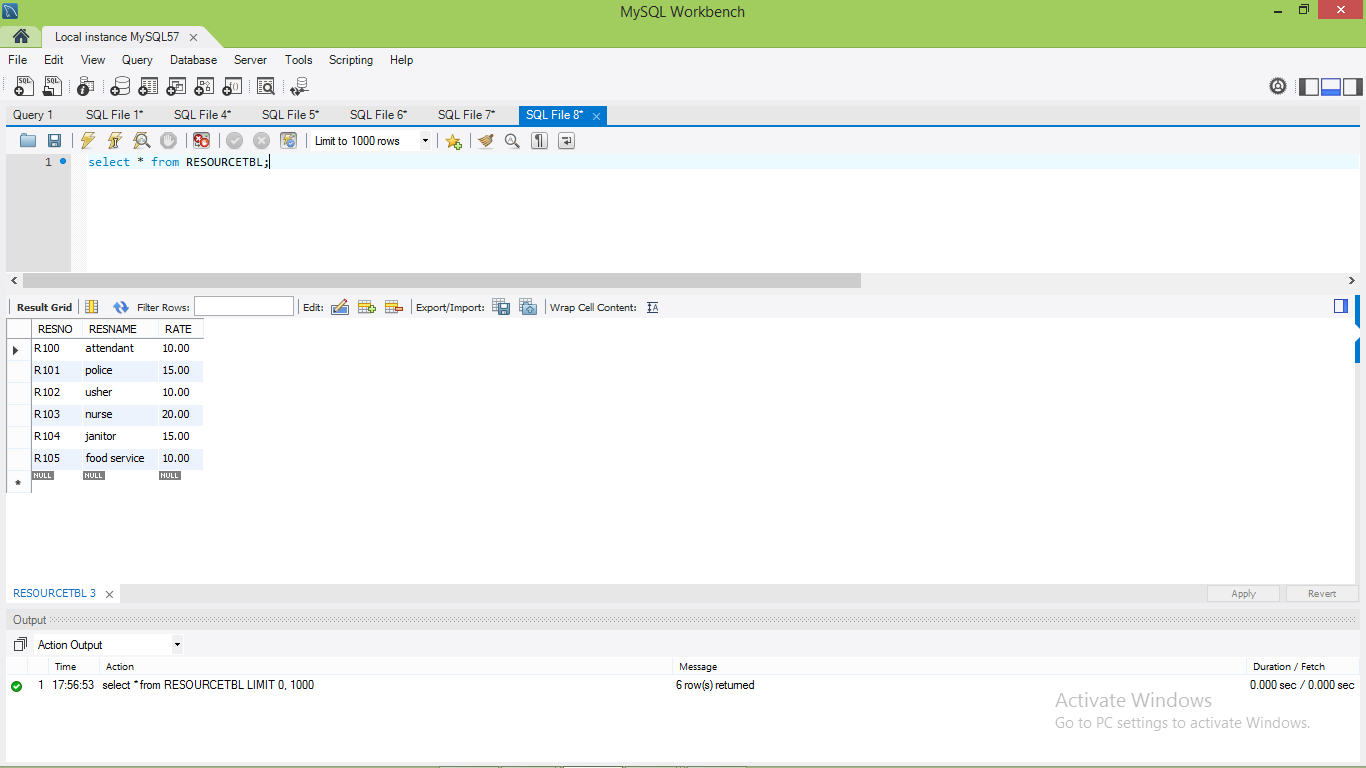 MySQL Workbench
Local instance MySQL57
File Edit View Query Database Server Tools Scripting Help
Query 1 SQL File 1* SQL File 4* SQL File 5* SQL File 6* SQL File 7* SQL File 8*
Limit to 1000 rows
1 select * from RESOURCETBL;
Result Grid Filter Rows: Edit: Export/Import: Wrap Cell Content:
RESNO RESNAME RATE
R100 attendant 10.00
R101 police 15.00
R102 usher 10.00
R103 nurse 20.00
R104 janitor 15.00
R105 food service 10.00
NULL NULL NULL
RESOURCETBL 3 Apply Revert
Output
Action Output
Time Action Message Duration / Fetch
1 17:56:53 select * from RESOURCETBL LIMIT 0, 1000 6 row(s) returned 0.000 sec / 0.000 sec
Activate Windows
Go to PC settings to activate Windows.